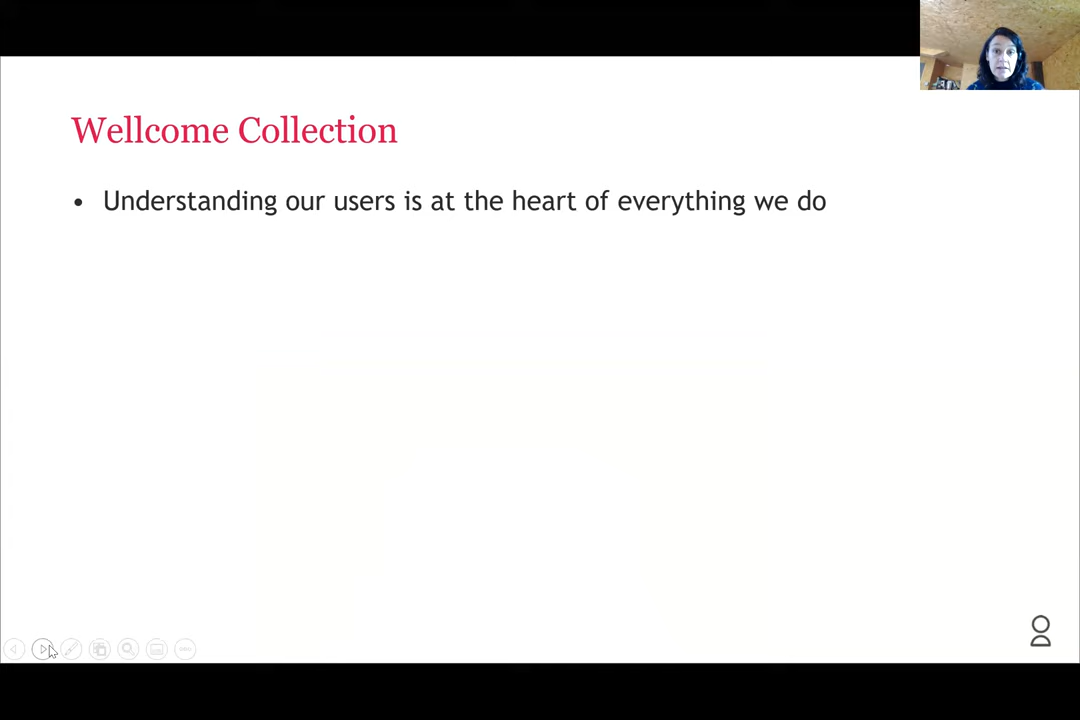 Wellcome Collection
• Understanding our users is at the heart of everything we do